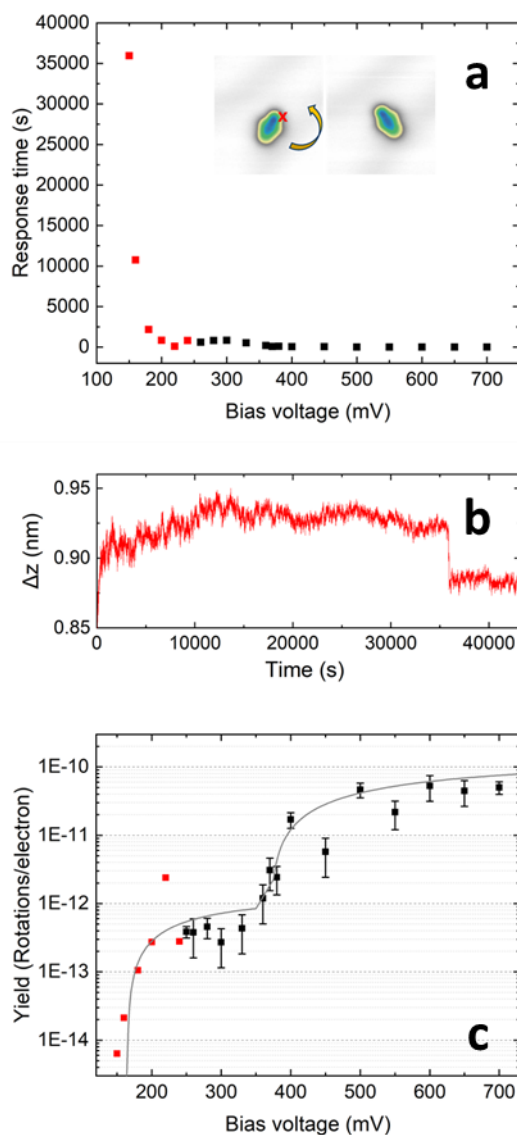 a
40000
35000
30000
25000
20000
15000
10000
5000
0
Response time (s)
x
100 200 300 400 500 600 700
Bias voltage (mV)
b
0.95
0.90
0.85
Δz (nm)
0 10000 20000 30000 40000
Time (s)
1E-10
1E-11
1E-12
1E-13
1E-14
Yield (Rotations/electron)
c
200 300 400 500 600 700
Bias voltage (mV)